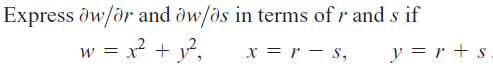 Express ∂w/∂r and ∂w/∂s in terms of r and s if
w = x² + y², x = r − s, y = r + s.